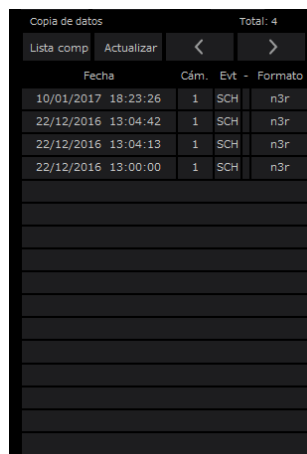 Copia de datos Total: 4
Lista comp Actualizar < >
Fecha Cám. Evt - Formato
10/01/2017 18:23:26 1 SCH n3r
22/12/2016 13:04:42 1 SCH n3r
22/12/2016 13:04:13 1 SCH n3r
22/12/2016 13:00:00 1 SCH n3r